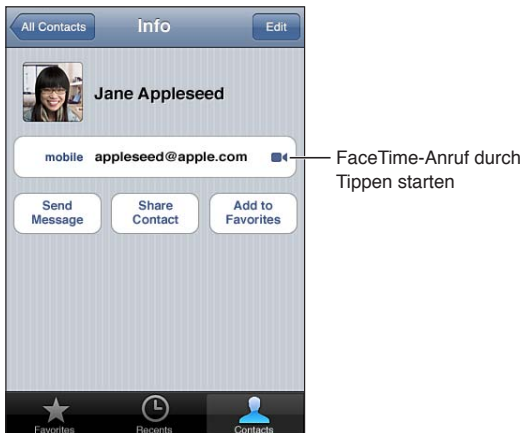 All Contacts Info Edit
Jane Appleseed
mobile appleseed@apple.com
FaceTime-Anruf durch
Tippen starten
Send Message
Share Contact
Add to Favorites
Favorites Recents Contacts